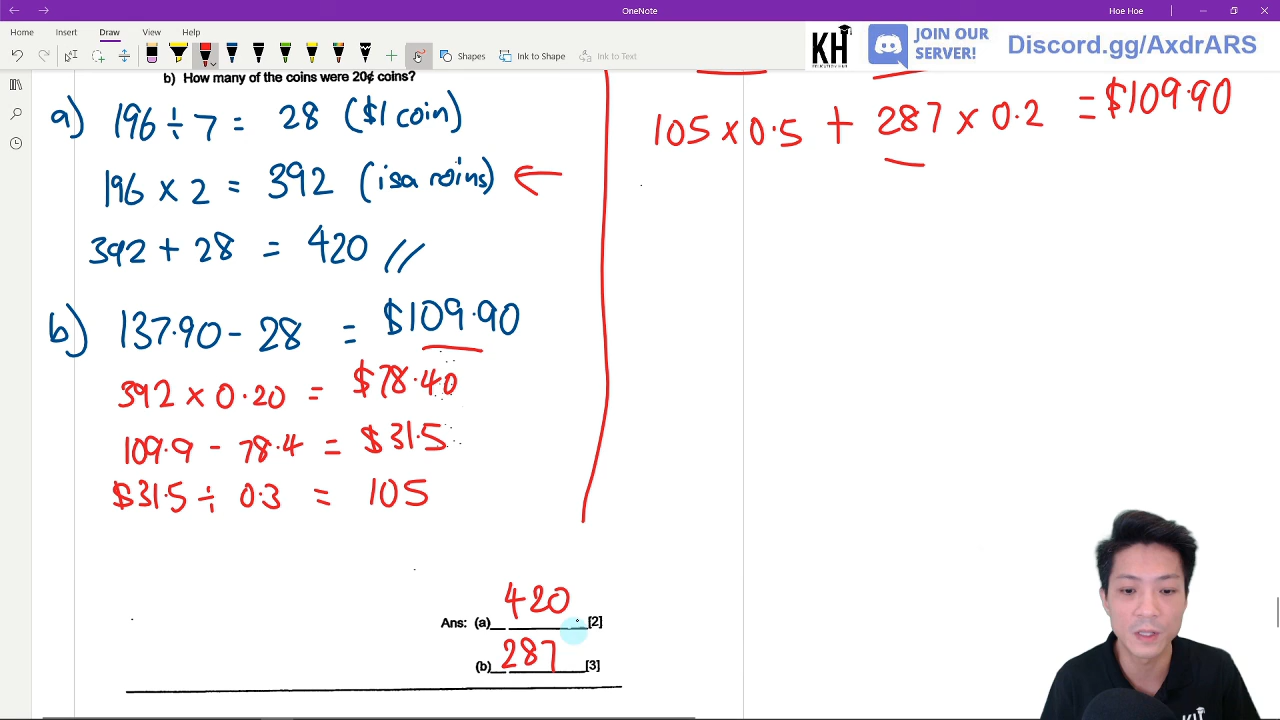 OneNote
Hoe Hoe
Home Insert Draw View Help
Shapes Ink to Shape Ink to Text
KH
JOIN OUR SERVER!
Discord.gg/AxdrARS
b) How many of the coins were 20¢ coins?
a) 196 ÷ 7 = 28 ($1 coin)
196 × 2 = 392
392 + 28 = 420 //
b) 137.90 - 28 = $109.90
392 × 0.20 = $78.40
109.9 - 78.4 = $31.5
$31.5 ÷ 0.3 = 105
105 × 0.5 + 287 × 0.2 = $109.90
Ans: (a) 420 [2]
(b) 287 [3]
KH